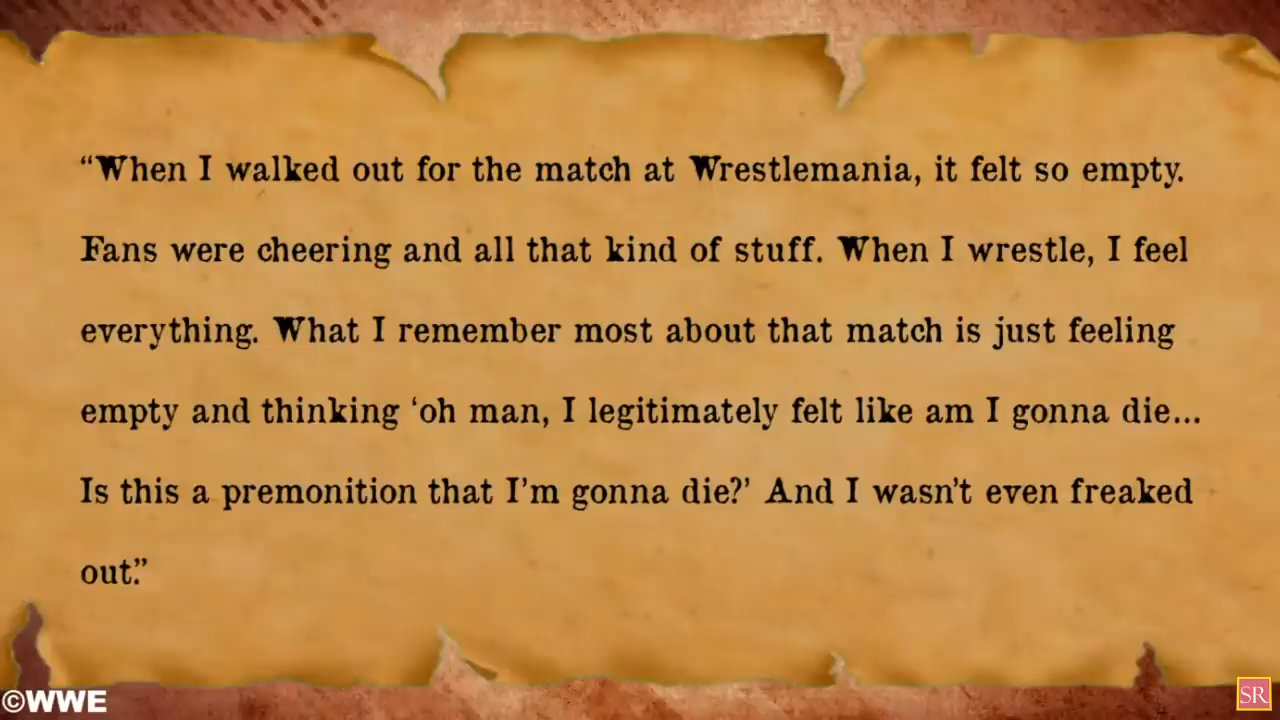 “When I walked out for the match at Wrestlemania, it felt so empty.
Fans were cheering and all that kind of stuff. When I wrestle, I feel
everything. What I remember most about that match is just feeling
empty and thinking ‘oh man, I legitimately felt like am I gonna die...
Is this a premonition that I’m gonna die?’ And I wasn’t even freaked
out.”
©WWE
SR